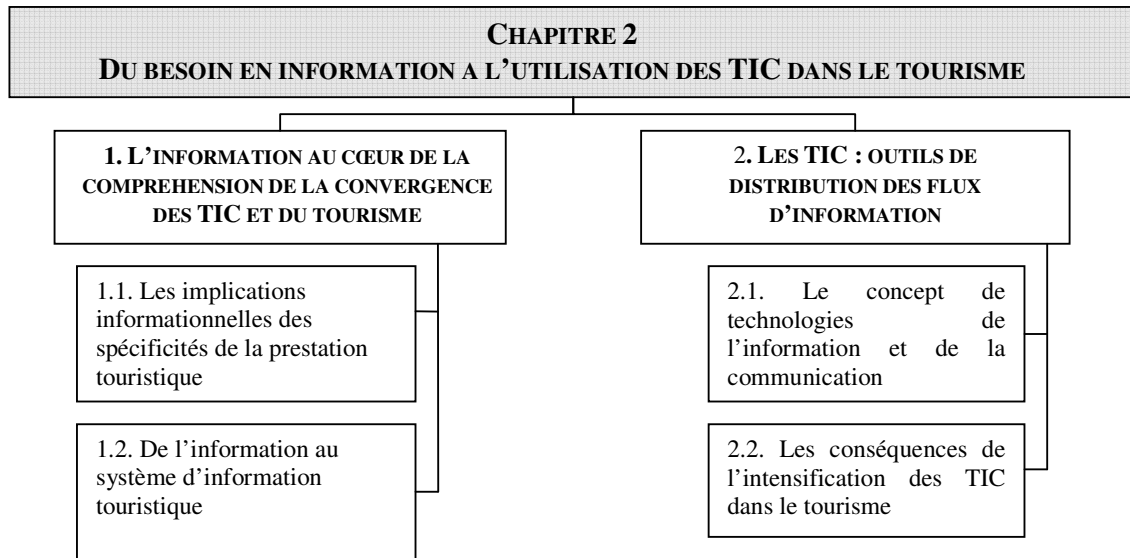 CHAPITRE 2
DU BESOIN EN INFORMATION A L’UTILISATION DES TIC DANS LE TOURISME
1. L’INFORMATION AU CŒUR DE LA
COMPREHENSION DE LA CONVERGENCE
DES TIC ET DU TOURISME
1.1. Les implications
informationnelles des
spécificités de la prestation
touristique
1.2. De l’information au
système d’information
touristique
2. LES TIC : OUTILS DE
DISTRIBUTION DES FLUX
D’INFORMATION
2.1. Le concept de
technologies de
l’information et de la
communication
2.2. Les conséquences de
l’intensification des TIC
dans le tourisme